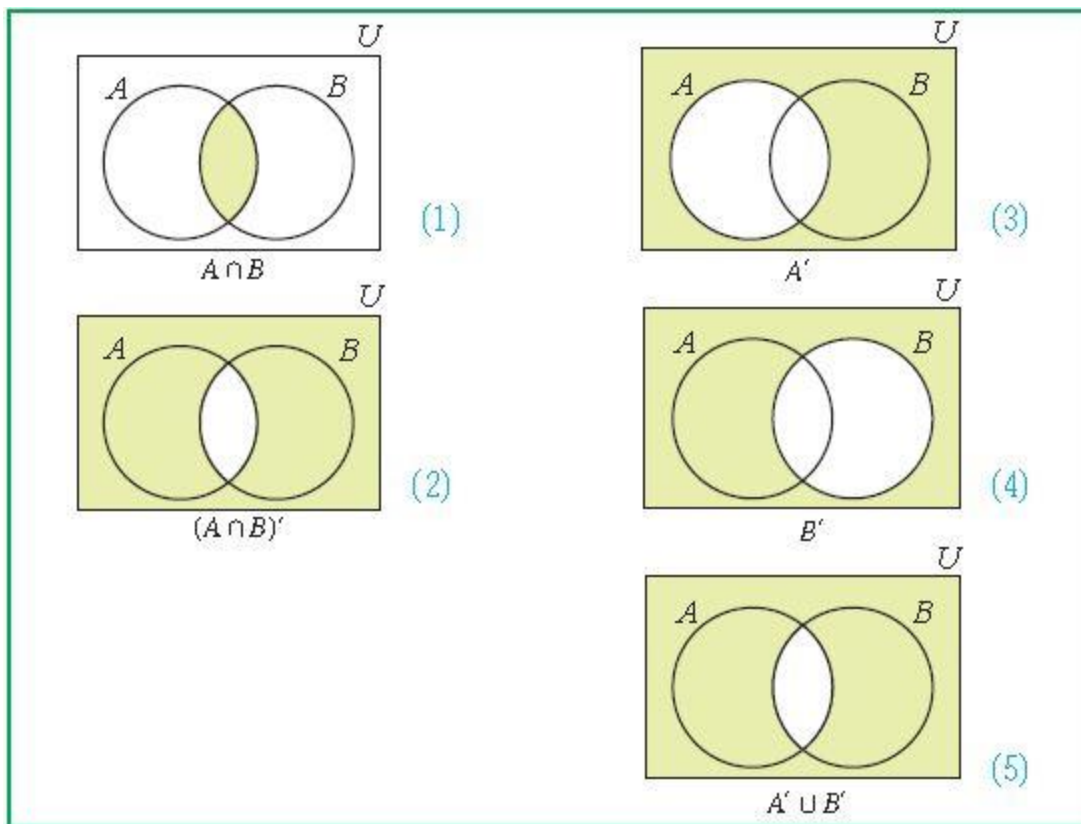 U
A B
(1)
A ∩ B
U
A B
(2)
(A ∩ B)′
U
A B
(3)
A′
U
A B
(4)
B′
U
A B
(5)
A′ ∪ B′